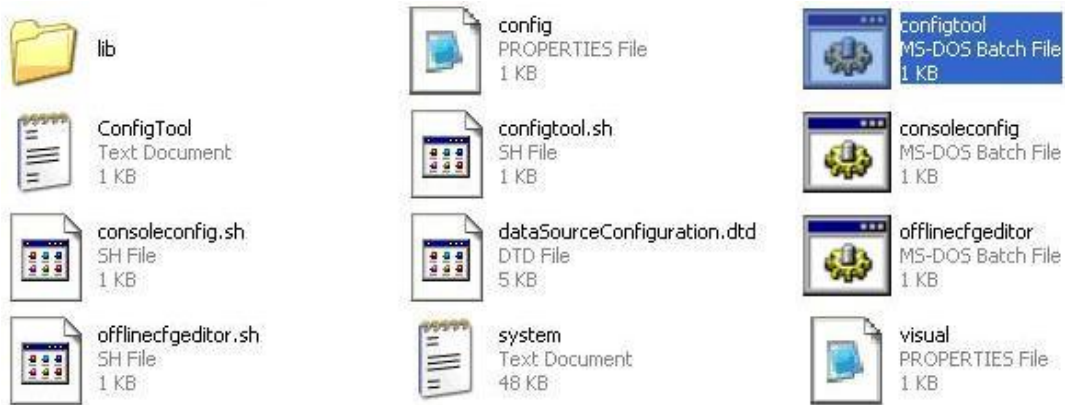 lib
config
PROPERTIES File
1 KB
configtool
MS-DOS Batch File
1 KB
ConfigTool
Text Document
1 KB
configtool.sh
SH File
1 KB
consoleconfig
MS-DOS Batch File
1 KB
consoleconfig.sh
SH File
1 KB
dataSourceConfiguration.dtd
DTD File
5 KB
offlinecfgeditor
MS-DOS Batch File
1 KB
offlinecfgeditor.sh
SH File
1 KB
system
Text Document
48 KB
visual
PROPERTIES File
1 KB